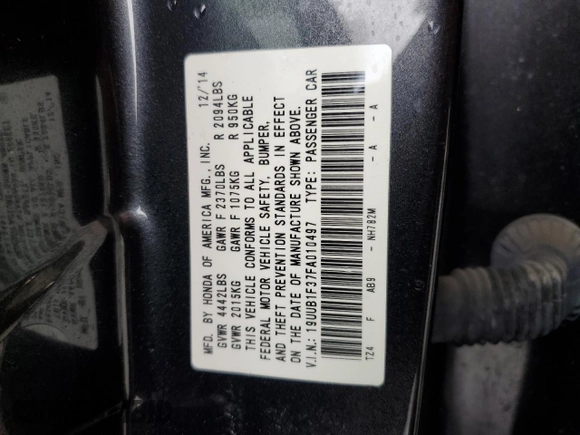 MFD. BY HONDA OF AMERICA MFG., INC. 12/'14
GVWR 4442LBS GAWR F 2370LBS R 2094LBS
GVWR 2015KG GAWR F 1075KG R 950KG
THIS VEHICLE CONFORMS TO ALL APPLICABLE
FEDERAL MOTOR VEHICLE SAFETY, BUMPER,
AND THEFT PREVENTION STANDARDS IN EFFECT
ON THE DATE OF MANUFACTURE SHOWN ABOVE.
V.I.N.: 19UUB1F37FA010497 TYPE: PASSENGER CAR
TZ4 F AB9 - NH782M - A - A